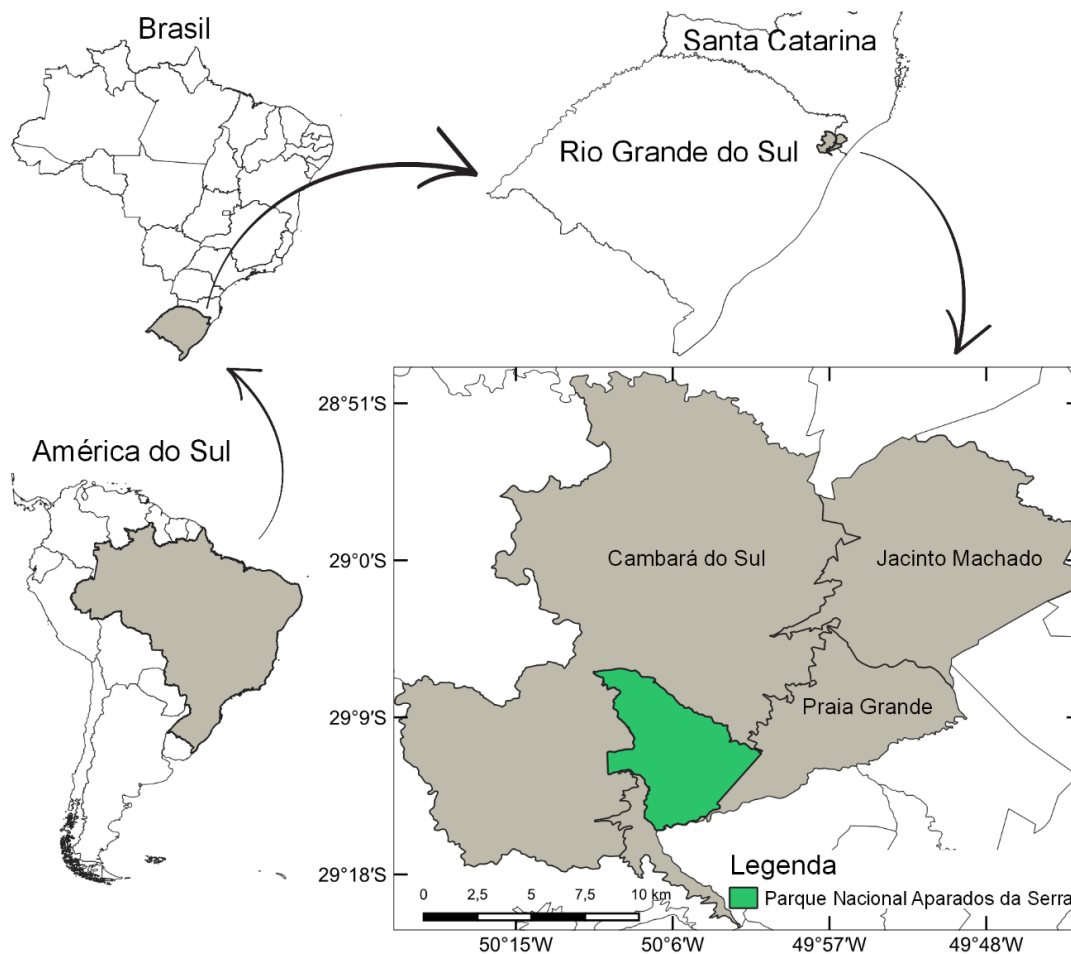 Brasil
Santa Catarina
Rio Grande do Sul
América do Sul
28°51'S
29°0'S
29°9'S
29°18'S
Cambará do Sul
Jacinto Machado
Praia Grande
Legenda
Parque Nacional Aparados da Serra
0 2,5 5 7,5 10 km
50°15'W 50°6'W 49°57'W 49°48'W